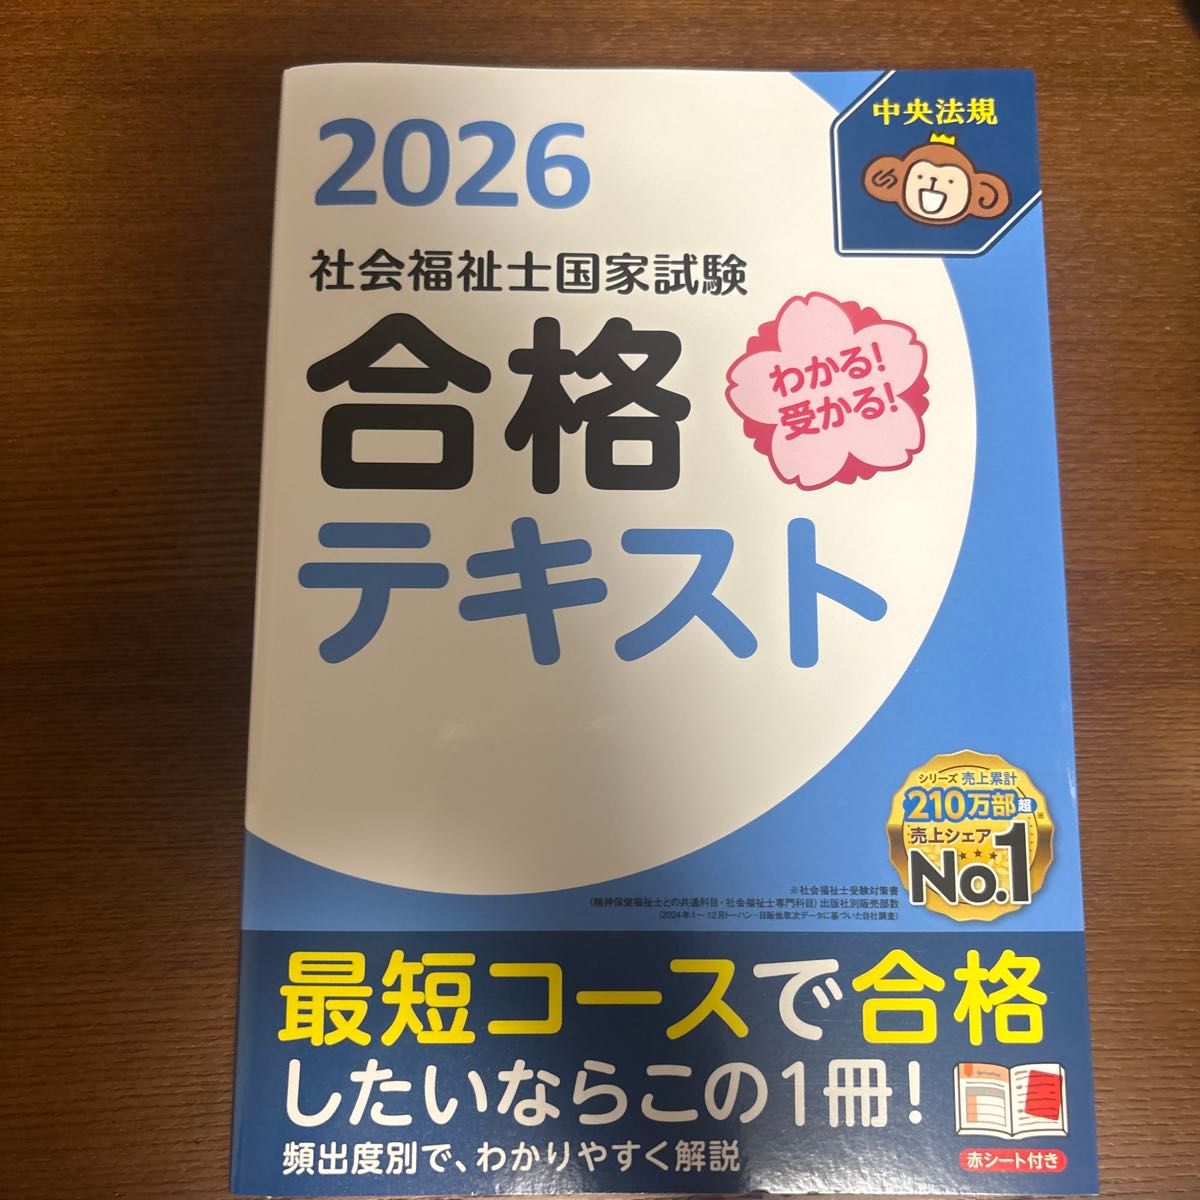 中央法規
2026
社会福祉士国家試験
合格
テキスト
わかる!
受かる!
シリーズ 売上累計
210万部超
※
売上シェア
No.1
※社会福祉士受験対策書
(精神保健福祉士との共通科目・社会福祉士専門科目) 出版社別販売部数
(2024年1〜12月トーハン・日販他取次データに基づいた自社調査)
最短コースで合格
したいならこの1冊!
頻出度別で、わかりやすく解説
赤シート付き